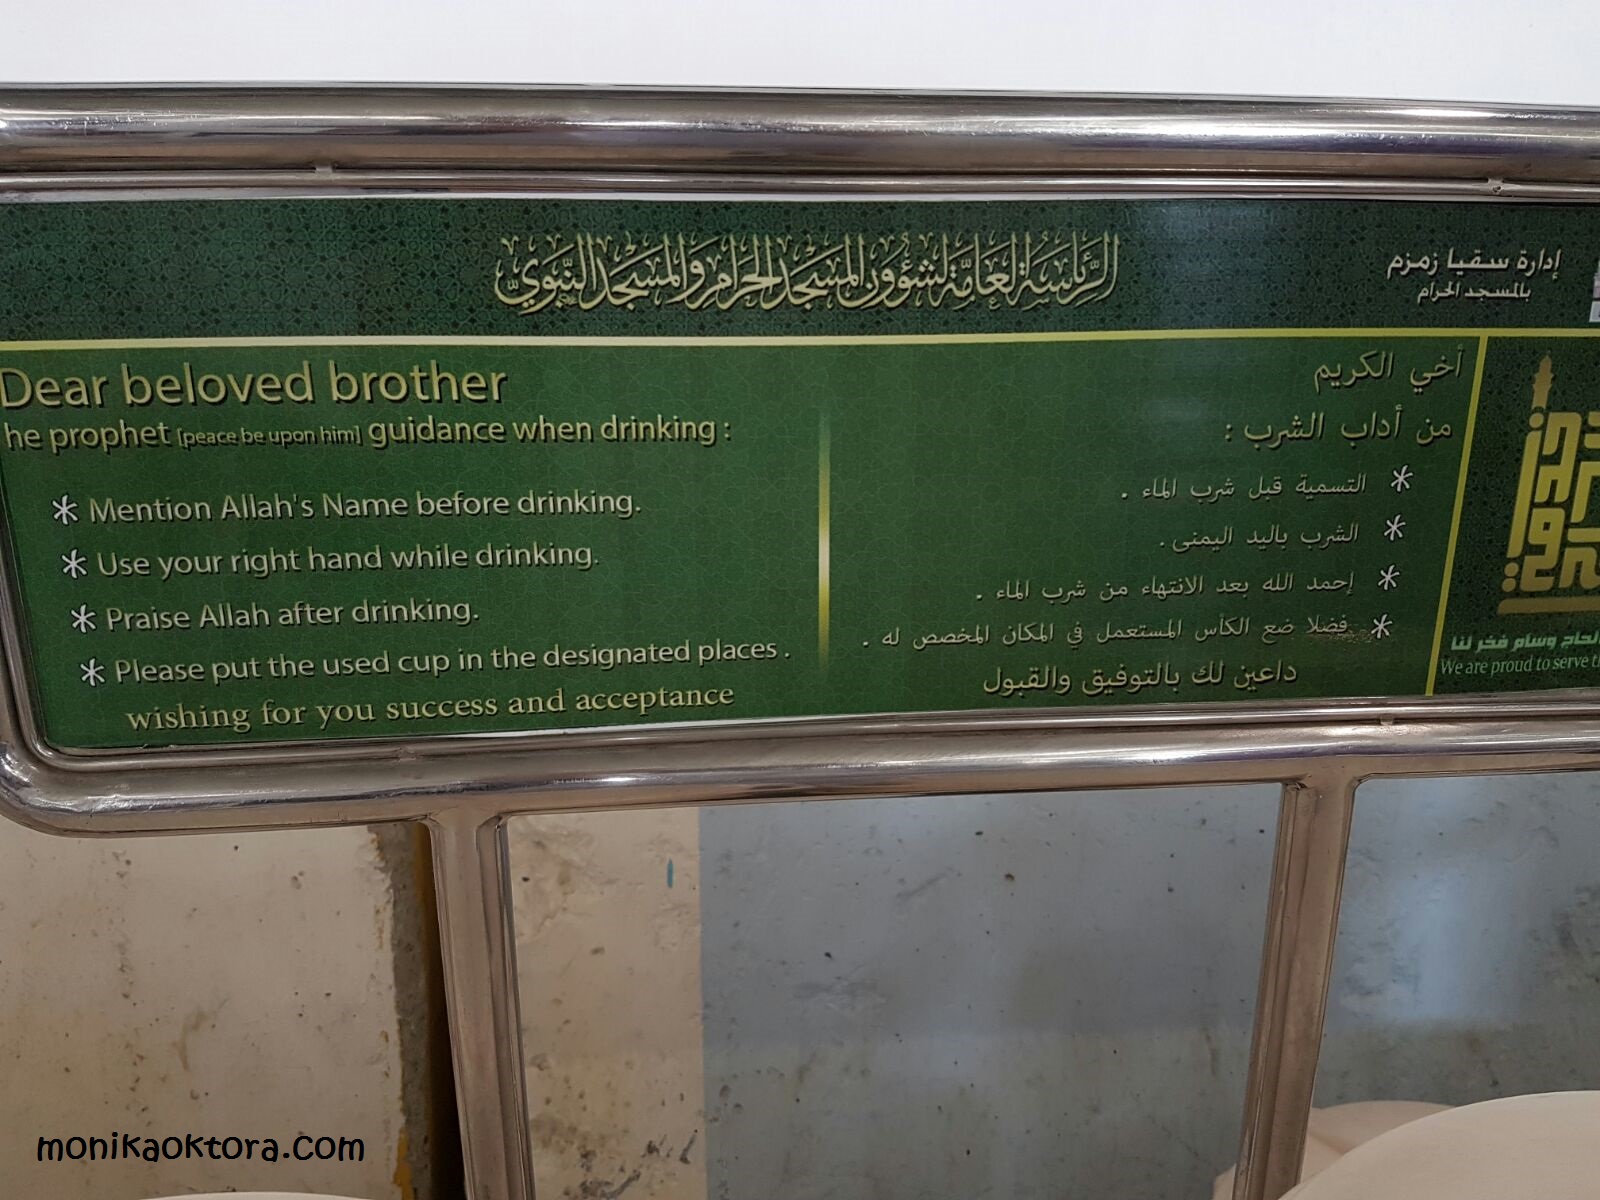 الرئاسة العامة لشؤون المسجد الحرام والمسجد النبوي
إدارة سقيا زمزم
بالمسجد الحرام
Dear beloved brother
he prophet [peace be upon him] guidance when drinking :
* Mention Allah's Name before drinking.
* Use your right hand while drinking.
* Praise Allah after drinking.
* Please put the used cup in the designated places .
wishing for you success and acceptance
أخي الكريم
من أداب الشرب :
* التسمية قبل شرب الماء .
* الشرب باليد اليمنى .
* إحمد الله بعد الانتهاء من شرب الماء .
* فضلا ضع الكأس المستعمل في المكان المخصص له .
داعين لك بالتوفيق والقبول
الحاج وسام فخر لنا
We are proud to serve
monikaoktora.com